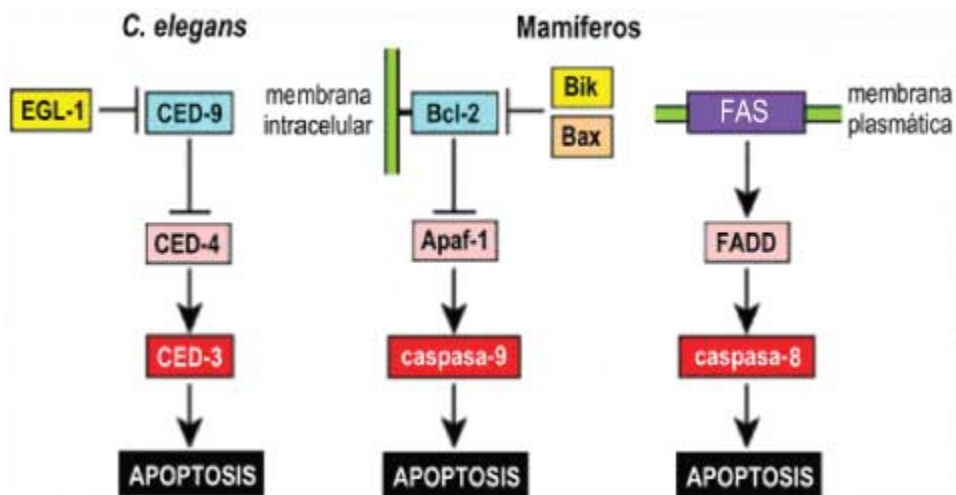 C. elegans
Mamíferos
EGL-1
CED-9
membrana
intracelular
Bcl-2
Bik
Bax
FAS
membrana
plasmática
CED-4
Apaf-1
FADD
CED-3
caspasa-9
caspasa-8
APOPTOSIS
APOPTOSIS
APOPTOSIS